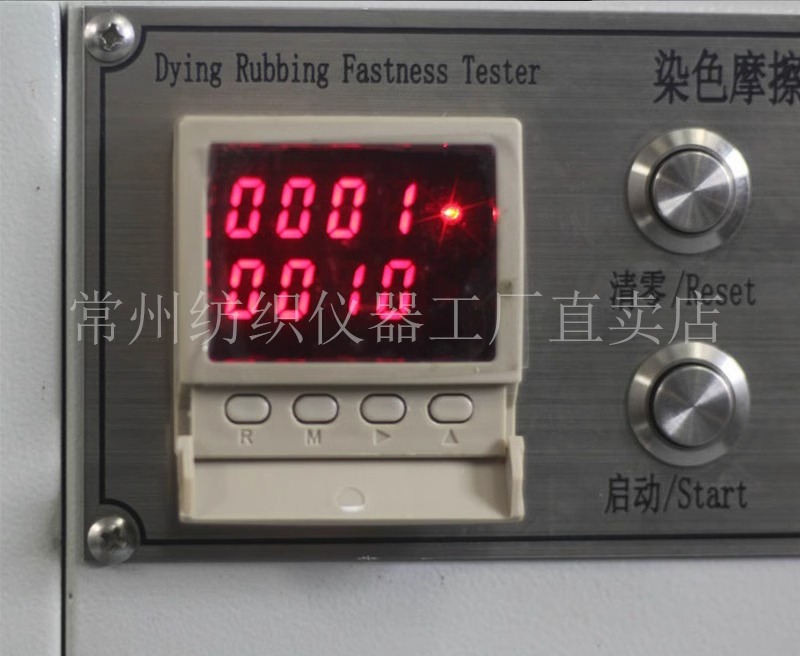 Dying Rubbing Fastness Tester
染色摩擦
0001
0010
清零/Reset
常州纺织仪器工厂直卖店
R M
启动/Start